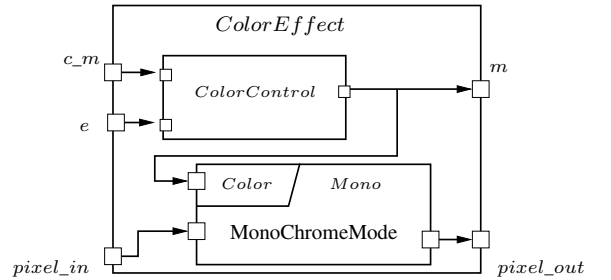 ColorEffect
c_m
m
ColorControl
e
Color Mono
MonoChromeMode
pixel_in pixel_out